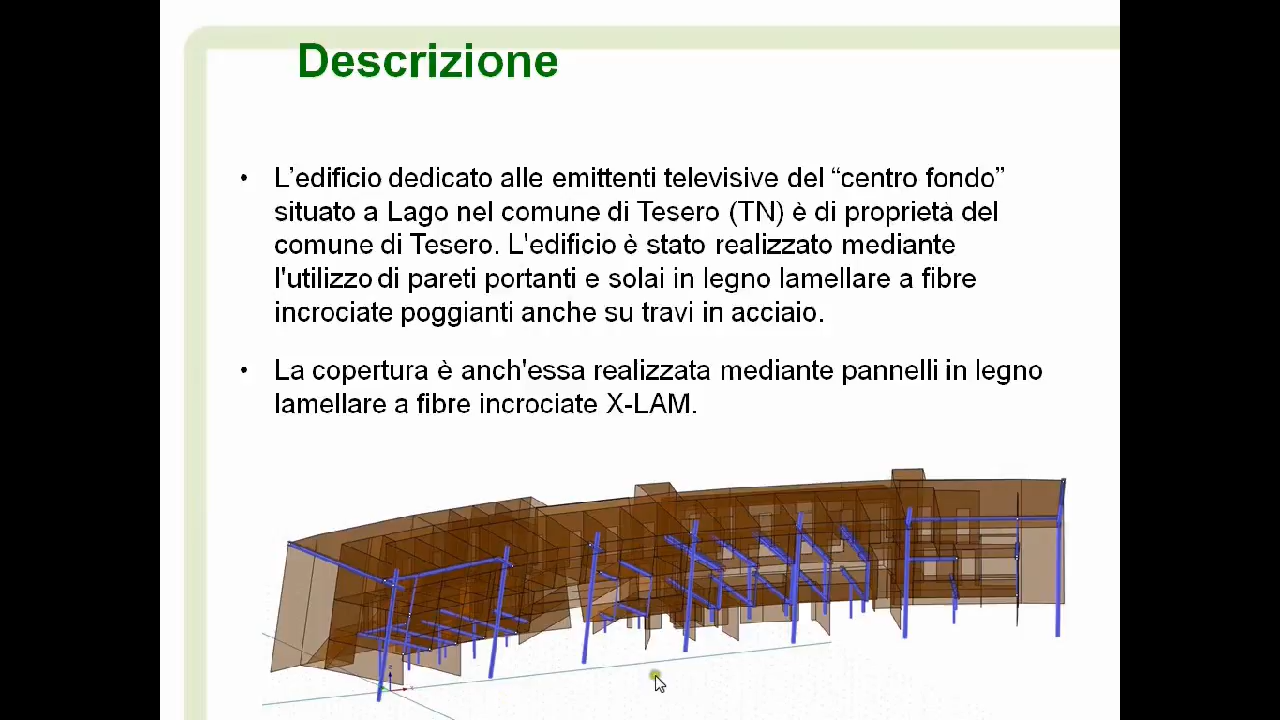 Descrizione
• L’edificio dedicato alle emittenti televisive del “centro fondo”
situato a Lago nel comune di Tesero (TN) è di proprietà del
comune di Tesero. L'edificio è stato realizzato mediante
l'utilizzo di pareti portanti e solai in legno lamellare a fibre
incrociate poggianti anche su travi in acciaio.
• La copertura è anch'essa realizzata mediante pannelli in legno
lamellare a fibre incrociate X-LAM.